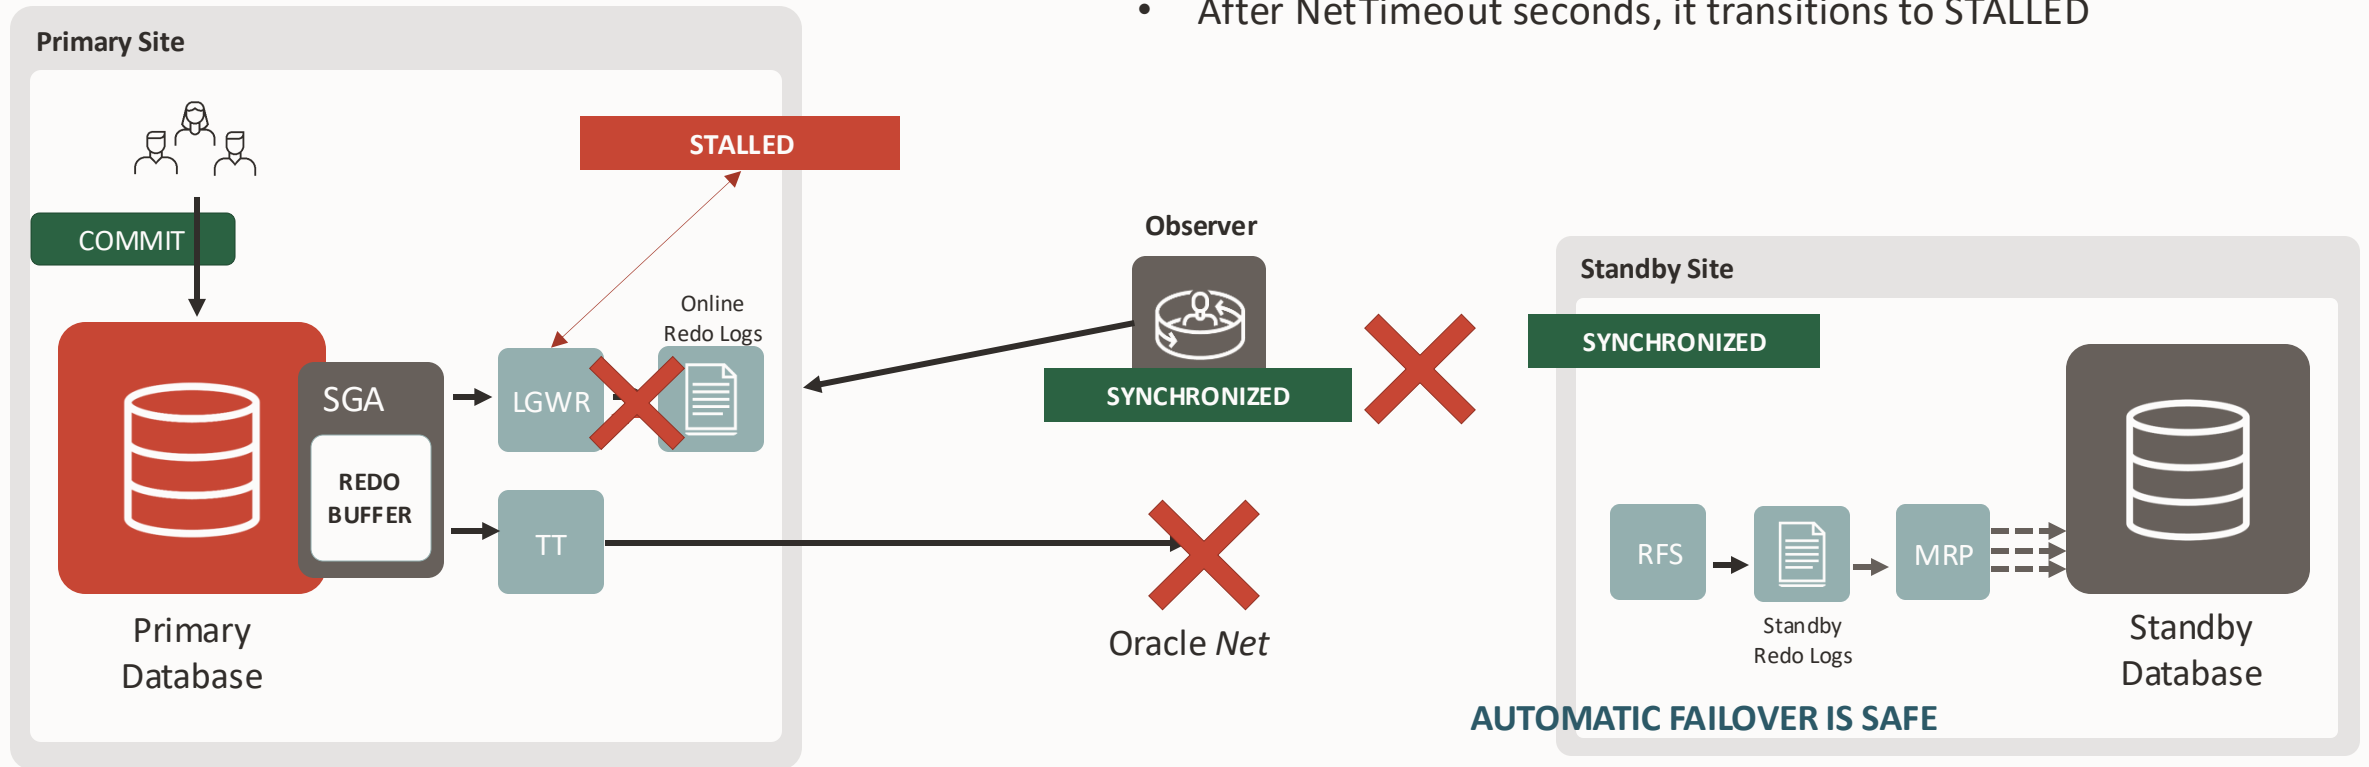 • After NetTimeout seconds, it transitions to STALLED
Primary Site
STALLED
COMMIT
Online
Redo Logs
SGA
LGWR
REDO
BUFFER
TT
Primary
Database
Observer
SYNCHRONIZED
Oracle Net
Standby Site
SYNCHRONIZED
RFS
Standby
Redo Logs
MRP
Standby
Database
AUTOMATIC FAILOVER IS SAFE